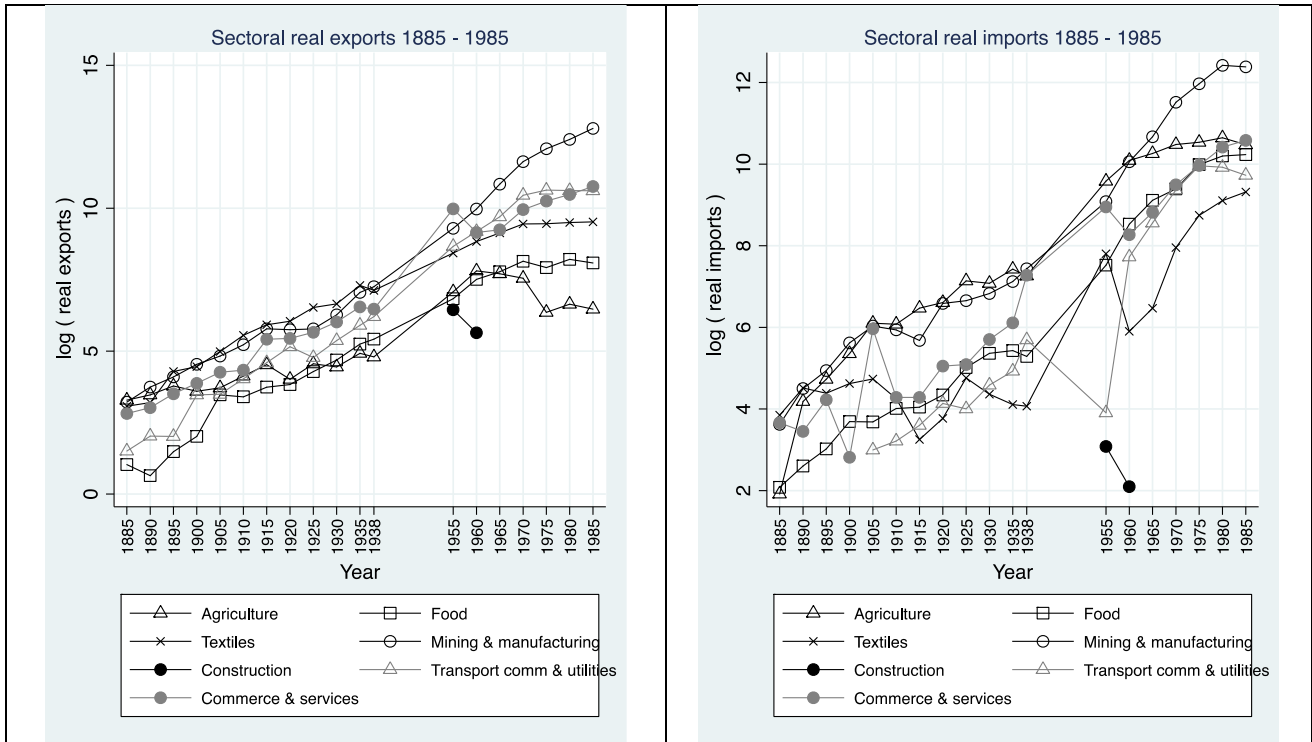 Sectoral real exports 1885 - 1985
15
10
5
0
log ( real exports )
1885 1890 1895 1900 1905 1910 1915 1920 1925 1930 1935 1938 1955 1960 1965 1970 1975 1980 1985
Year
Agriculture Food
Textiles Mining & manufacturing
Construction Transport comm & utilities
Commerce & services
Sectoral real imports 1885 - 1985
12
10
8
6
4
2
log ( real imports )
1885 1890 1895 1900 1905 1910 1915 1920 1925 1930 1935 1938 1955 1960 1965 1970 1975 1980 1985
Year
Agriculture Food
Textiles Mining & manufacturing
Construction Transport comm & utilities
Commerce & services